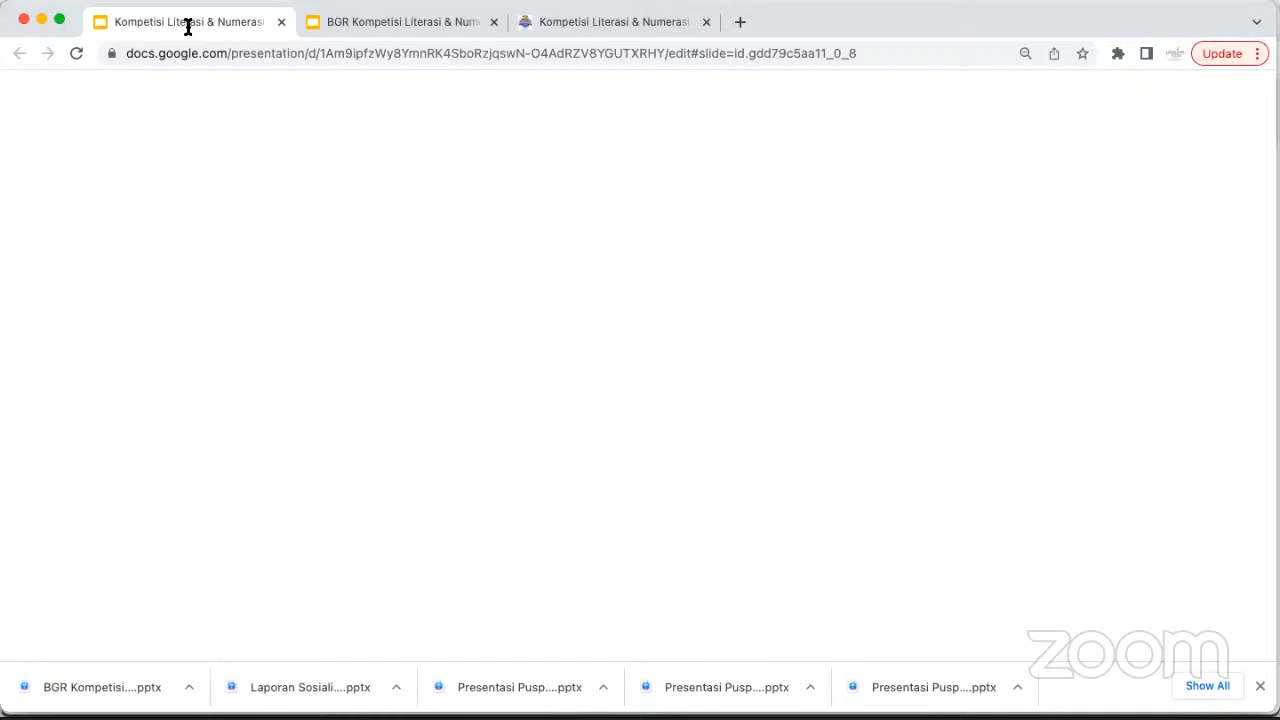 Kompetisi Literasi & Numerasi
BGR Kompetisi Literasi & Num
Kompetisi Literasi & Numerasi
docs.google.com/presentation/d/1Am9ipfzWy8YmnRK4SboRzjqswN-O4AdRZV8YGUTXRHY/edit#slide=id.gdd79c5aa11_0_8
Update
zoom
BGR Kompetisi....pptx
Laporan Sosiali....pptx
Presentasi Pusp....pptx
Presentasi Pusp....pptx
Presentasi Pusp....pptx
Show All